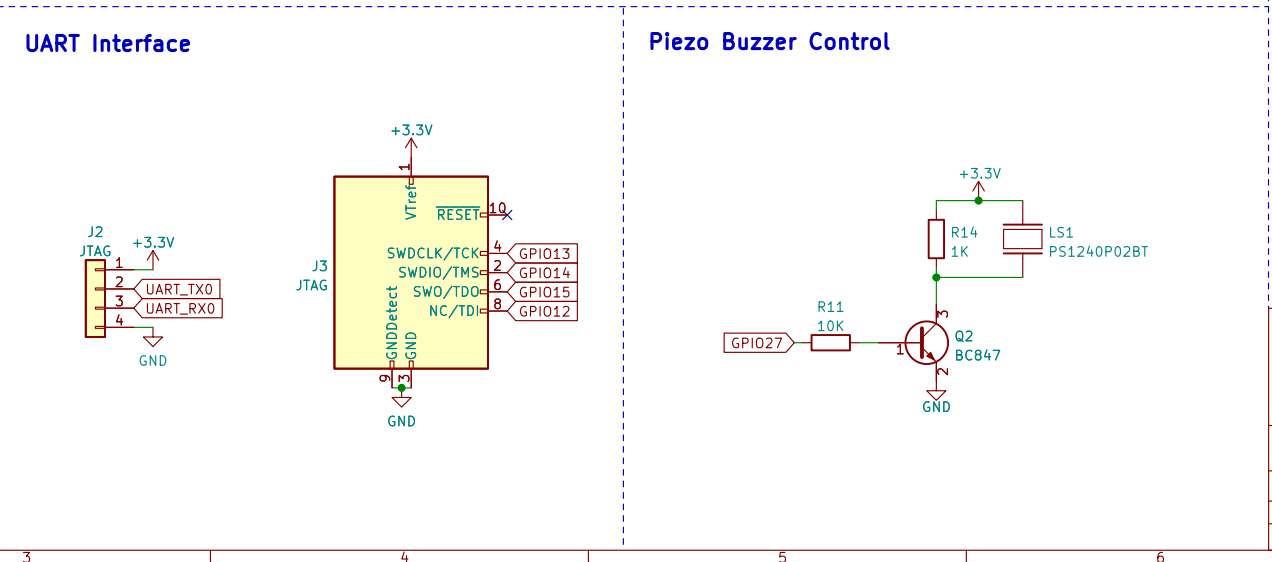 UART Interface
Piezo Buzzer Control
J2
JTAG
+3.3V
1
2
3
4
UART_TX0
UART_RX0
GND
+3.3V
1
VTref
RESET
10
J3
JTAG
SWDCLK/TCK
4
GPIO13
SWDIO/TMS
2
GPIO14
SWO/TDO
6
GPIO15
NC/TDI
8
GPIO12
GNDDetect
GND
9
3
GND
+3.3V
R14
1K
LS1
PS1240P02BT
R11
10K
GPIO27
1
3
2
Q2
BC847
GND
3
4
5
6